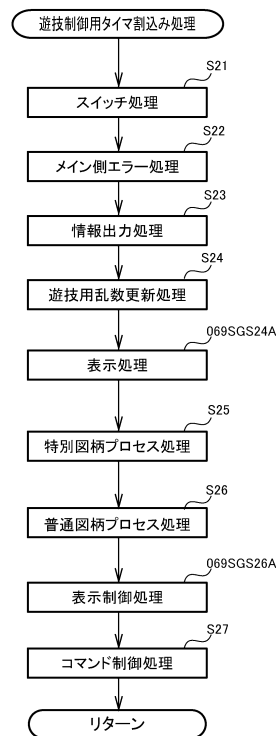 遊技制御用タイマ割込み処理
S21
スイッチ処理
S22
メイン側エラー処理
S23
情報出力処理
S24
遊技用乱数更新処理
069SGS24A
表示処理
S25
特別図柄プロセス処理
S26
普通図柄プロセス処理
069SGS26A
表示制御処理
S27
コマンド制御処理
リターン